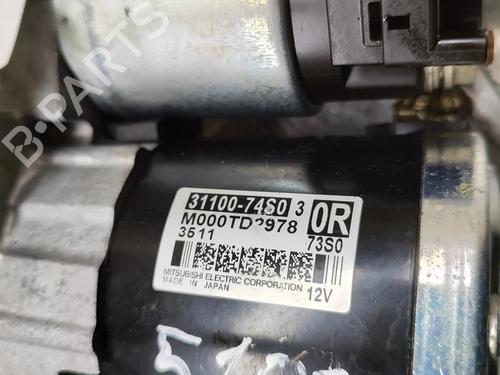 B-PARTS
31100-74S0 3
0R
M000TD2978
3511
73S0
MITSUBISHI ELECTRIC CORPORATION
MADE IN JAPAN
12V